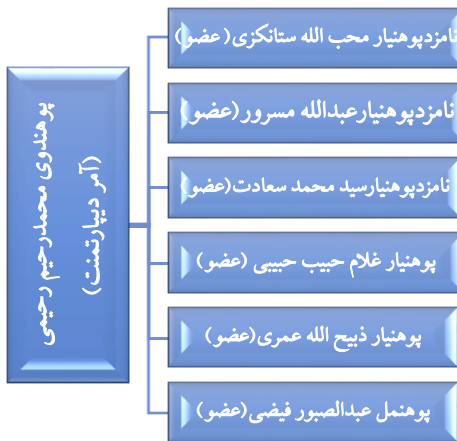 پوهندوی محمدرحیم رحیمی
(آمر دیپارتمنت)
نامزدپوهنیار محب الله ستانکزی(عضو)
نامزدپوهنیارعبدالله مسرور(عضو)
نامزدپوهنیارسید محمد سعادت(عضو)
پوهنیار غلام حبیب حبیبی (عضو)
پوهنیار ذبیح الله عمری(عضو)
پوهنمل عبدالصبور فیضی(عضو)